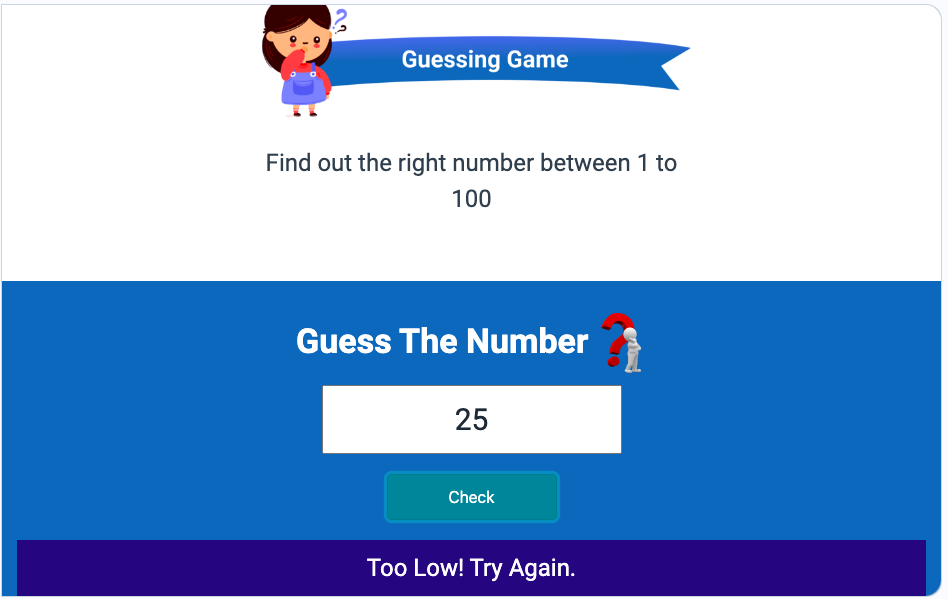 Guessing Game
Find out the right number between 1 to
100
Guess The Number
25
Check
Too Low! Try Again.